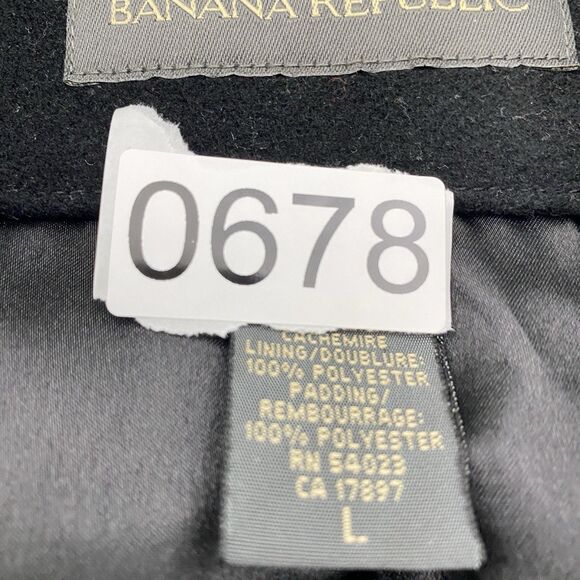 BANANA REPUBLIC
0678
CACHEMIRE
LINING/DOUBLURE:
100% POLYESTER
PADDING/
REMBOURRAGE:
100% POLYESTER
RN 54023
CA 17897
L